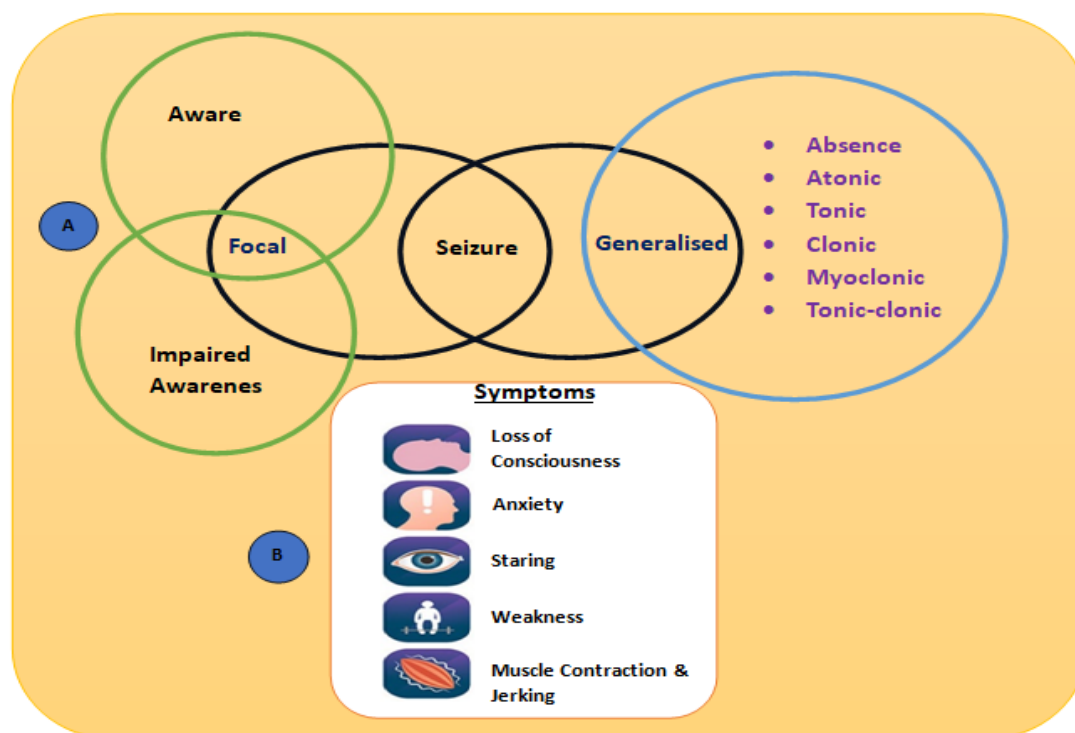 Aware
A
Focal
Seizure
Generalised
• Absence
• Atonic
• Tonic
• Clonic
• Myoclonic
• Tonic-clonic
Impaired
Awarenes
Symptoms
Loss of
Consciousness
Anxiety
B
Staring
Weakness
Muscle Contraction &
Jerking